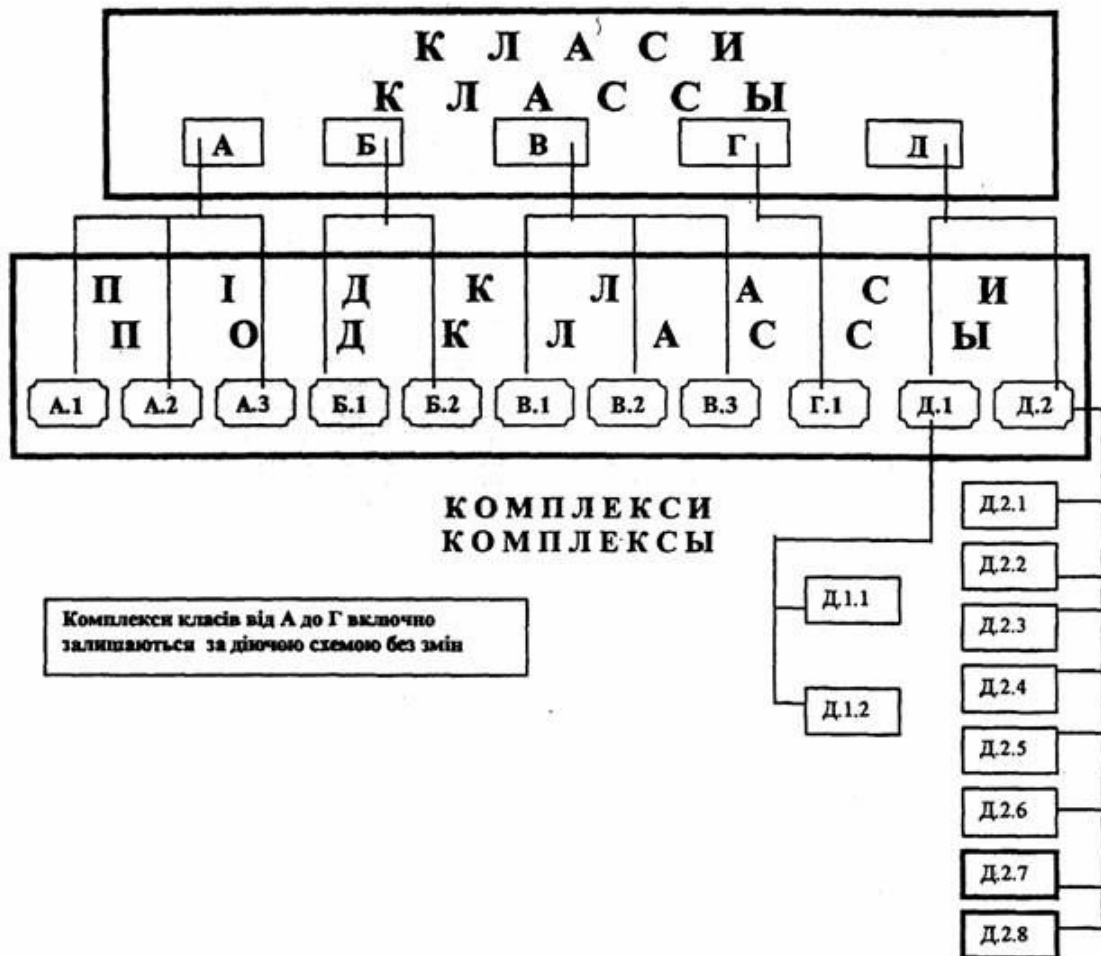 К Л А С И
К Л А С С Ы
А Б В Г Д
П І Д К Л А С И
П О Д К Л А С С Ы
А.1 А.2 А.3 Б.1 Б.2 В.1 В.2 В.3 Г.1 Д.1 Д.2
КОМПЛЕКСИ
КОМПЛЕКСЫ
Комплекси класів від А до Г включно
залишаються за діючою схемою без змін
Д.1.1
Д.1.2
Д.2.1
Д.2.2
Д.2.3
Д.2.4
Д.2.5
Д.2.6
Д.2.7
Д.2.8